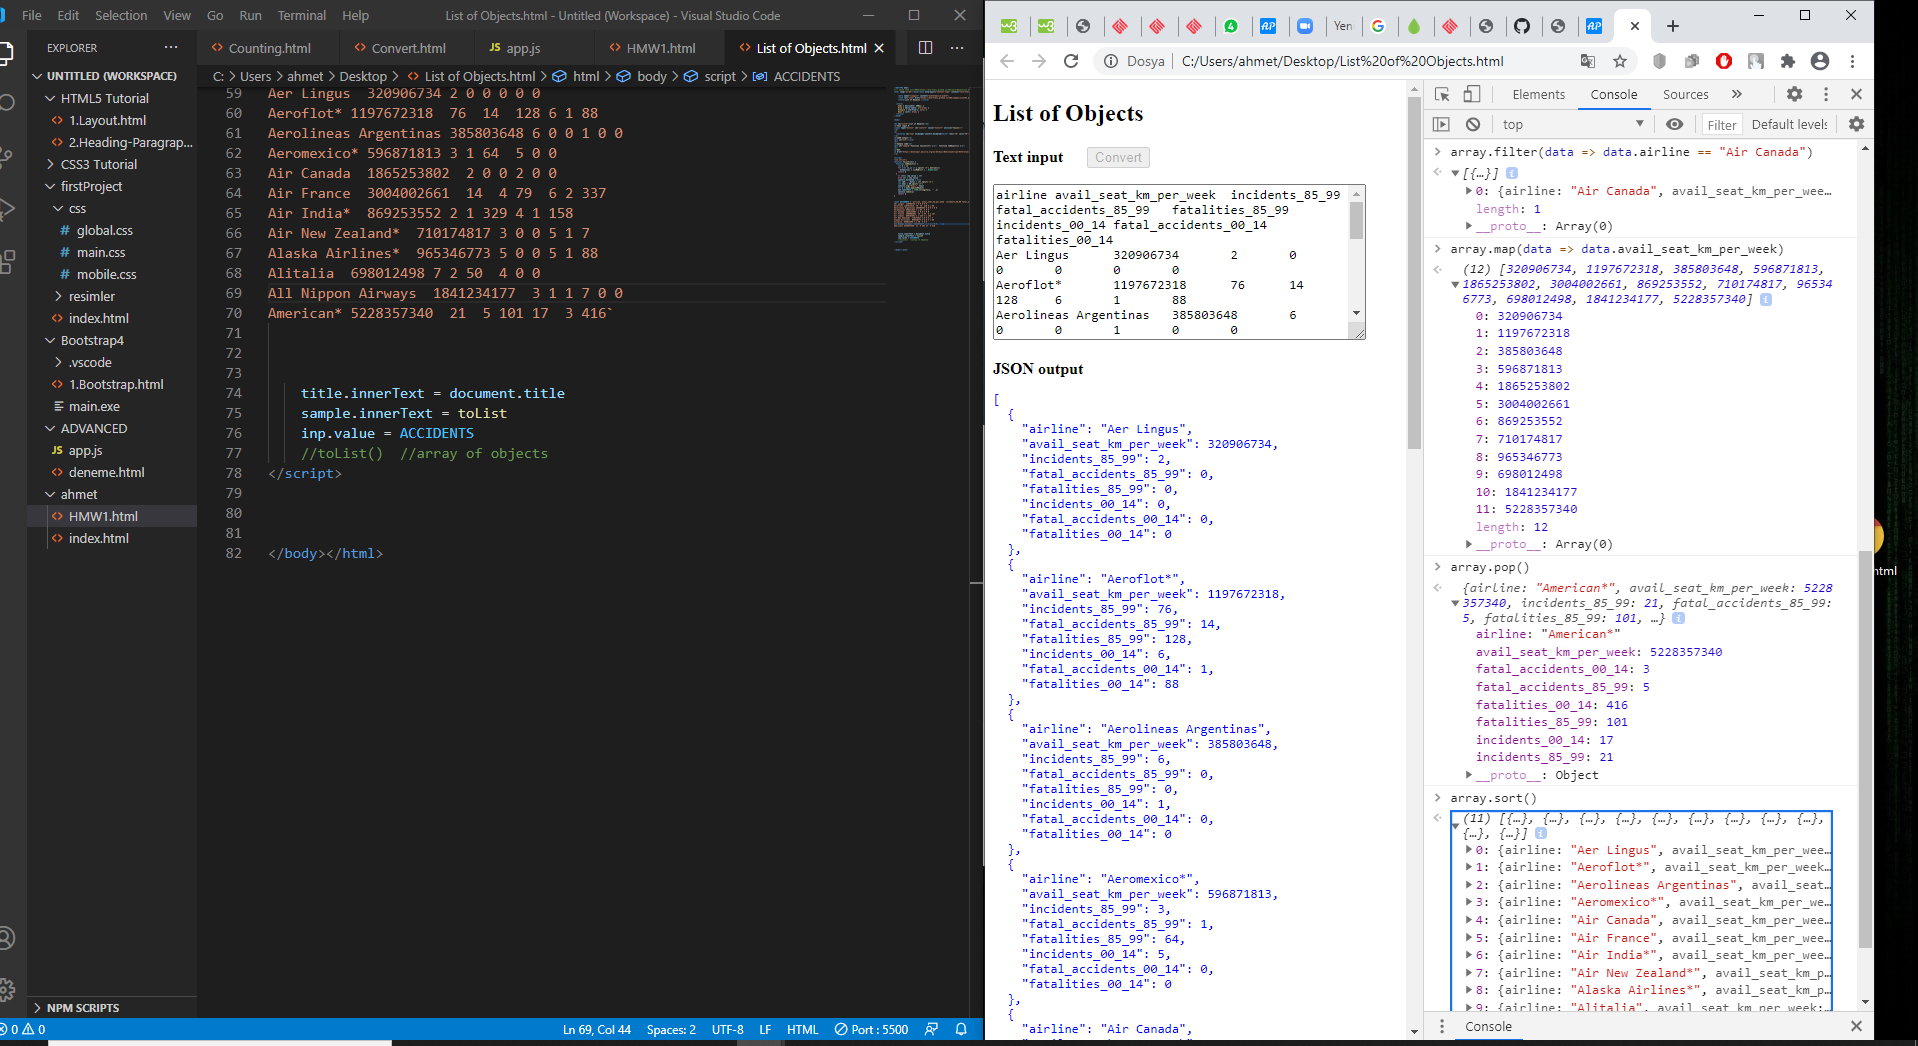 File Edit Selection View Go Run Terminal Help
List of Objects.html - Untitled (Workspace) - Visual Studio Code
EXPLORER
UNTITLED (WORKSPACE)
HTML5 Tutorial
1.Layout.html
2.Heading-Paragrap...
CSS3 Tutorial
firstProject
css
global.css
main.css
mobile.css
resimler
index.html
Bootstrap4
.vscode
1.Bootstrap.html
main.exe
ADVANCED
JS app.js
deneme.html
ahmet
HMW1.html
index.html
NPM SCRIPTS
Counting.html Convert.html JS app.js HMW1.html List of Objects.html
C: > Users > ahmet > Desktop > List of Objects.html > html > body > script > ACCIDENTS
59 Aer Lingus 320906734 2 0 0 0 0 0
60 Aeroflot* 1197672318 76 14 128 6 1 88
61 Aerolineas Argentinas 385803648 6 0 0 1 0 0
62 Aeromexico* 596871813 3 1 64 5 0 0
63 Air Canada 1865253802 2 0 0 2 0 0
64 Air France 3004002661 14 4 79 6 2 337
65 Air India* 869253552 2 1 329 4 1 158
66 Air New Zealand* 710174817 3 0 0 5 1 7
67 Alaska Airlines* 965346773 5 0 0 5 1 88
68 Alitalia 698012498 7 2 50 4 0 0
69 All Nippon Airways 1841234177 3 1 1 7 0 0
70 American* 5228357340 21 5 101 17 3 416`
71
72
73
74 title.innerText = document.title
75 sample.innerText = toList
76 inp.value = ACCIDENTS
77 //toList() //array of objects
78 </script>
79
80
81
82 </body></html>
0 0
Ln 69, Col 44 Spaces: 2 UTF-8 LF HTML Port : 5500
Yen
Dosya | C:/Users/ahmet/Desktop/List%20of%20Objects.html
List of Objects
Text input Convert
airline avail_seat_km_per_week incidents_85_99
fatal_accidents_85_99 fatalities_85_99
incidents_00_14 fatal_accidents_00_14
fatalities_00_14
Aer Lingus 320906734 2 0
0 0 0 0
Aeroflot* 1197672318 76 14
128 6 1 88
Aerolineas Argentinas 385803648 6
0 0 1 0 0
JSON output
[
{
"airline": "Aer Lingus",
"avail_seat_km_per_week": 320906734,
"incidents_85_99": 2,
"fatal_accidents_85_99": 0,
"fatalities_85_99": 0,
"incidents_00_14": 0,
"fatal_accidents_00_14": 0,
"fatalities_00_14": 0
},
{
"airline": "Aeroflot*",
"avail_seat_km_per_week": 1197672318,
"incidents_85_99": 76,
"fatal_accidents_85_99": 14,
"fatalities_85_99": 128,
"incidents_00_14": 6,
"fatal_accidents_00_14": 1,
"fatalities_00_14": 88
},
{
"airline": "Aerolineas Argentinas",
"avail_seat_km_per_week": 385803648,
"incidents_85_99": 6,
"fatal_accidents_85_99": 0,
"fatalities_85_99": 0,
"incidents_00_14": 1,
"fatal_accidents_00_14": 0,
"fatalities_00_14": 0
},
{
"airline": "Aeromexico*",
"avail_seat_km_per_week": 596871813,
"incidents_85_99": 3,
"fatal_accidents_85_99": 1,
"fatalities_85_99": 64,
"incidents_00_14": 5,
"fatal_accidents_00_14": 0,
"fatalities_00_14": 0
},
{
"airline": "Air Canada",
Elements Console Sources »
top Filter Default levels
> array.filter(data => data.airline == "Air Canada")
[{…}]
0: {airline: "Air Canada", avail_seat_km_per_wee…
length: 1
__proto__: Array(0)
> array.map(data => data.avail_seat_km_per_week)
(12) [320906734, 1197672318, 385803648, 596871813,
1865253802, 3004002661, 869253552, 710174817, 96534
6773, 698012498, 1841234177, 5228357340]
0: 320906734
1: 1197672318
2: 385803648
3: 596871813
4: 1865253802
5: 3004002661
6: 869253552
7: 710174817
8: 965346773
9: 698012498
10: 1841234177
11: 5228357340
length: 12
__proto__: Array(0)
> array.pop()
{airline: "American*", avail_seat_km_per_week: 5228
357340, incidents_85_99: 21, fatal_accidents_85_99:
5, fatalities_85_99: 101, …}
airline: "American*"
avail_seat_km_per_week: 5228357340
fatal_accidents_00_14: 3
fatal_accidents_85_99: 5
fatalities_00_14: 416
fatalities_85_99: 101
incidents_00_14: 17
incidents_85_99: 21
__proto__: Object
> array.sort()
(11) [{…}, {…}, {…}, {…}, {…}, {…}, {…}, {…}, {…},
{…}, {…}]
0: {airline: "Aer Lingus", avail_seat_km_per_wee…
1: {airline: "Aeroflot*", avail_seat_km_per_week…
2: {airline: "Aerolineas Argentinas", avail_seat…
3: {airline: "Aeromexico*", avail_seat_km_per_we…
4: {airline: "Air Canada", avail_seat_km_per_wee…
5: {airline: "Air France", avail_seat_km_per_wee…
6: {airline: "Air India*", avail_seat_km_per_wee…
7: {airline: "Air New Zealand*", avail_seat_km_p…
8: {airline: "Alaska Airlines*", avail_seat_km_p…
9: {airline: "Alitalia", avail_seat_km_per_week:…
Console
html